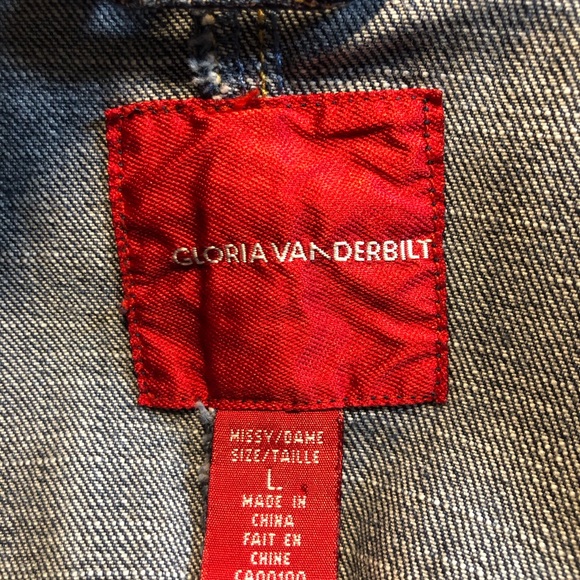 GLORIA VANDERBILT
MISSY/DAME
SIZE/TAILLE
L
MADE IN
CHINA
FAIT EN
CHINE